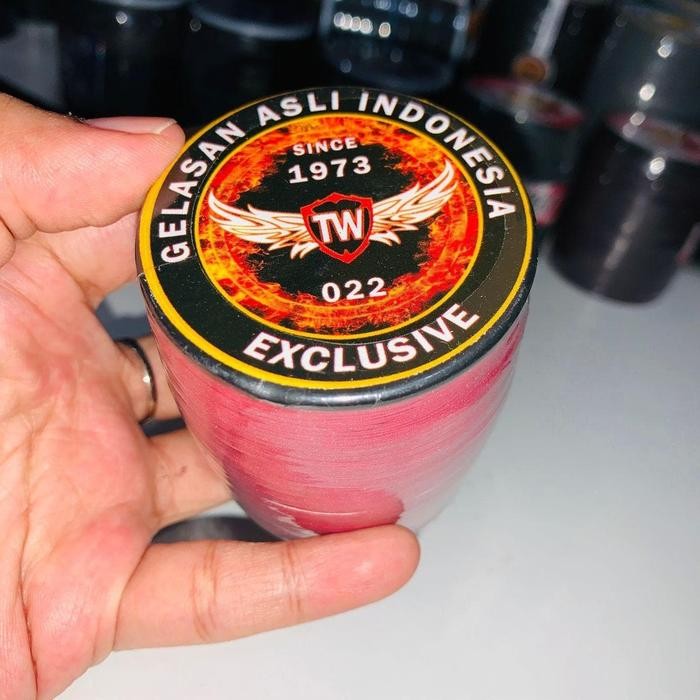 GELASAN ASLI INDONESIA
SINCE
1973
TW
022
EXCLUSIVE